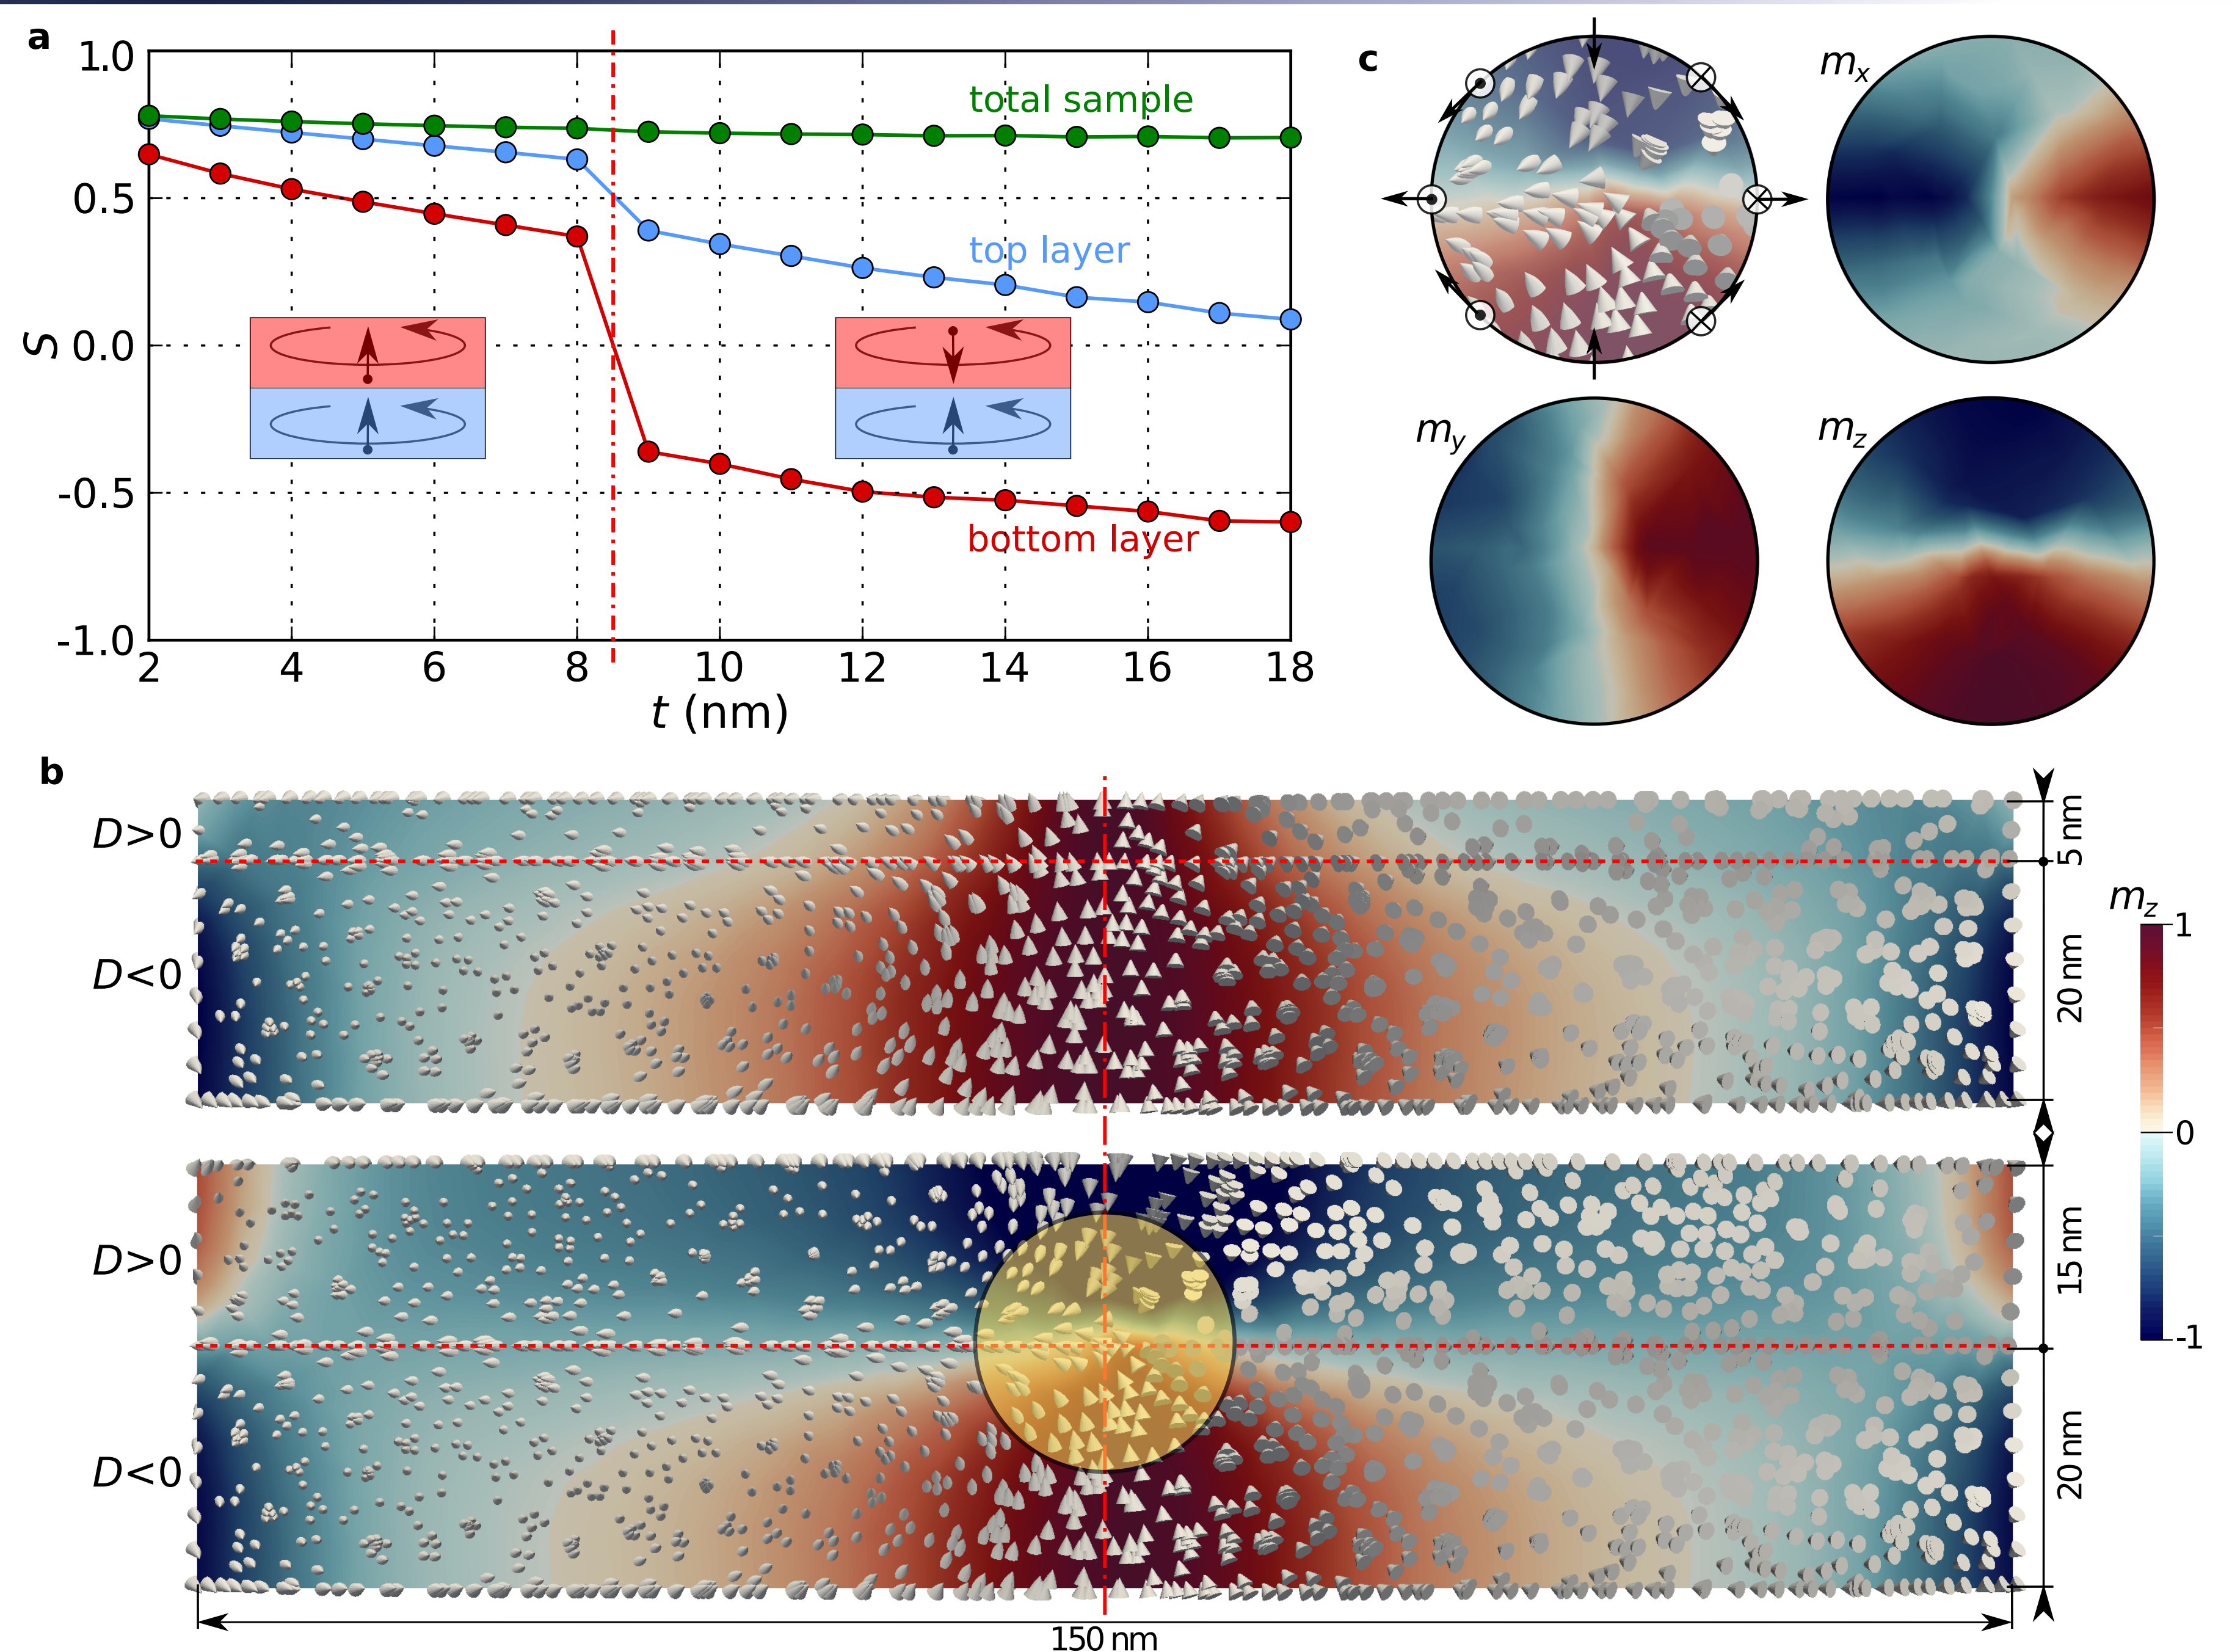 a
1.0
0.5
0.0
-0.5
-1.0
S
2 4 6 8 10 12 14 16 18
t (nm)
total sample
top layer
bottom layer
c
mx
my
mz
b
D>0
D<0
5 nm
20 nm
D>0
D<0
15 nm
20 nm
150 nm
mz
1
0
-1